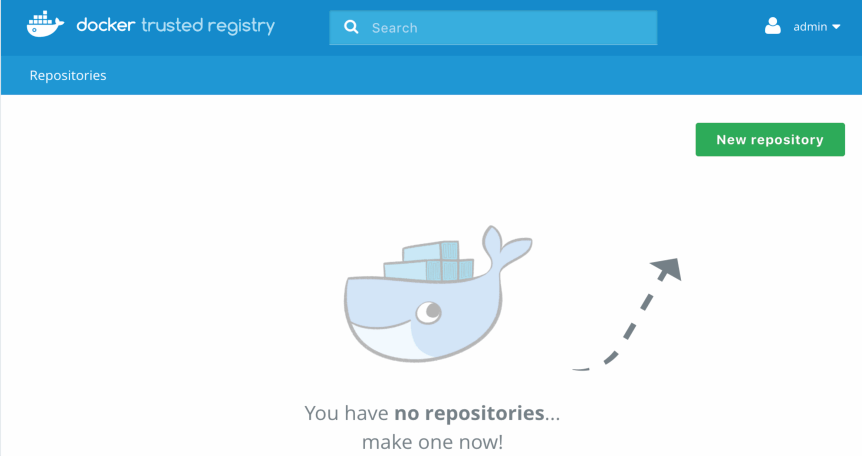 docker trusted registry
Search
admin
Repositories
New repository
You have no repositories...
make one now!